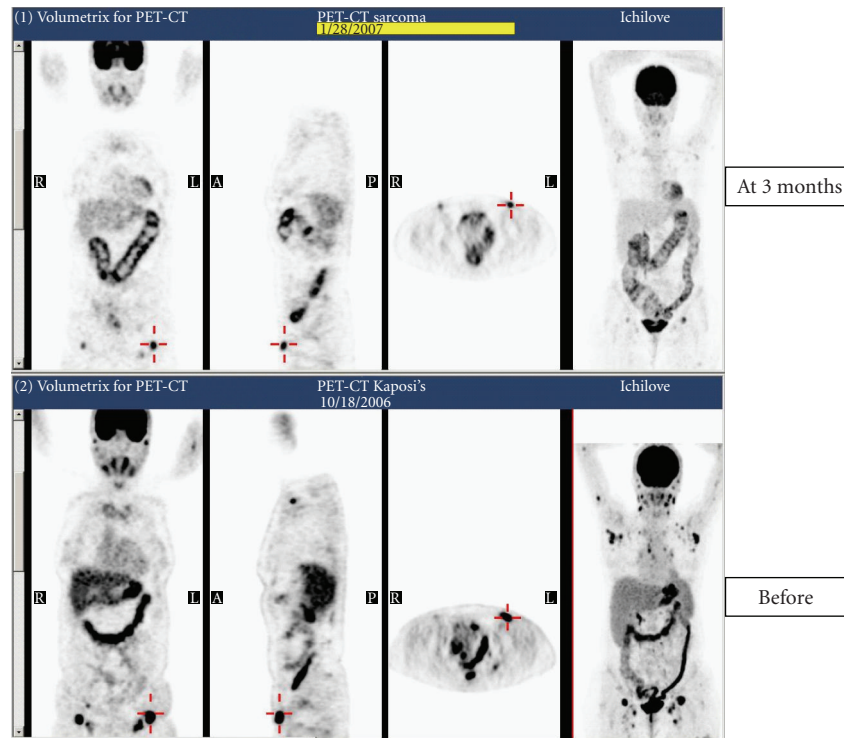 (1) Volumetrix for PET-CT PET-CT sarcoma Ichilove
1/28/2007
R L A P R L
At 3 months
(2) Volumetrix for PET-CT PET-CT Kaposi's Ichilove
10/18/2006
R L A P R L
Before